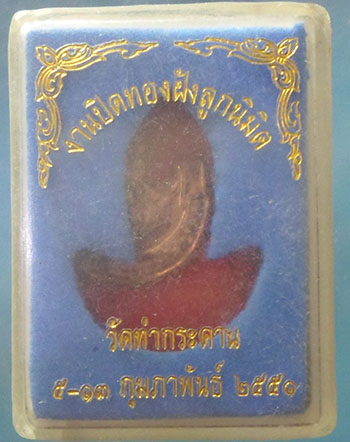 งานปิดทองฝังลูกนิมิต
วัดท่ากระดาน
๕-๑๓ กุมภาพันธ์ ๒๕๕๑